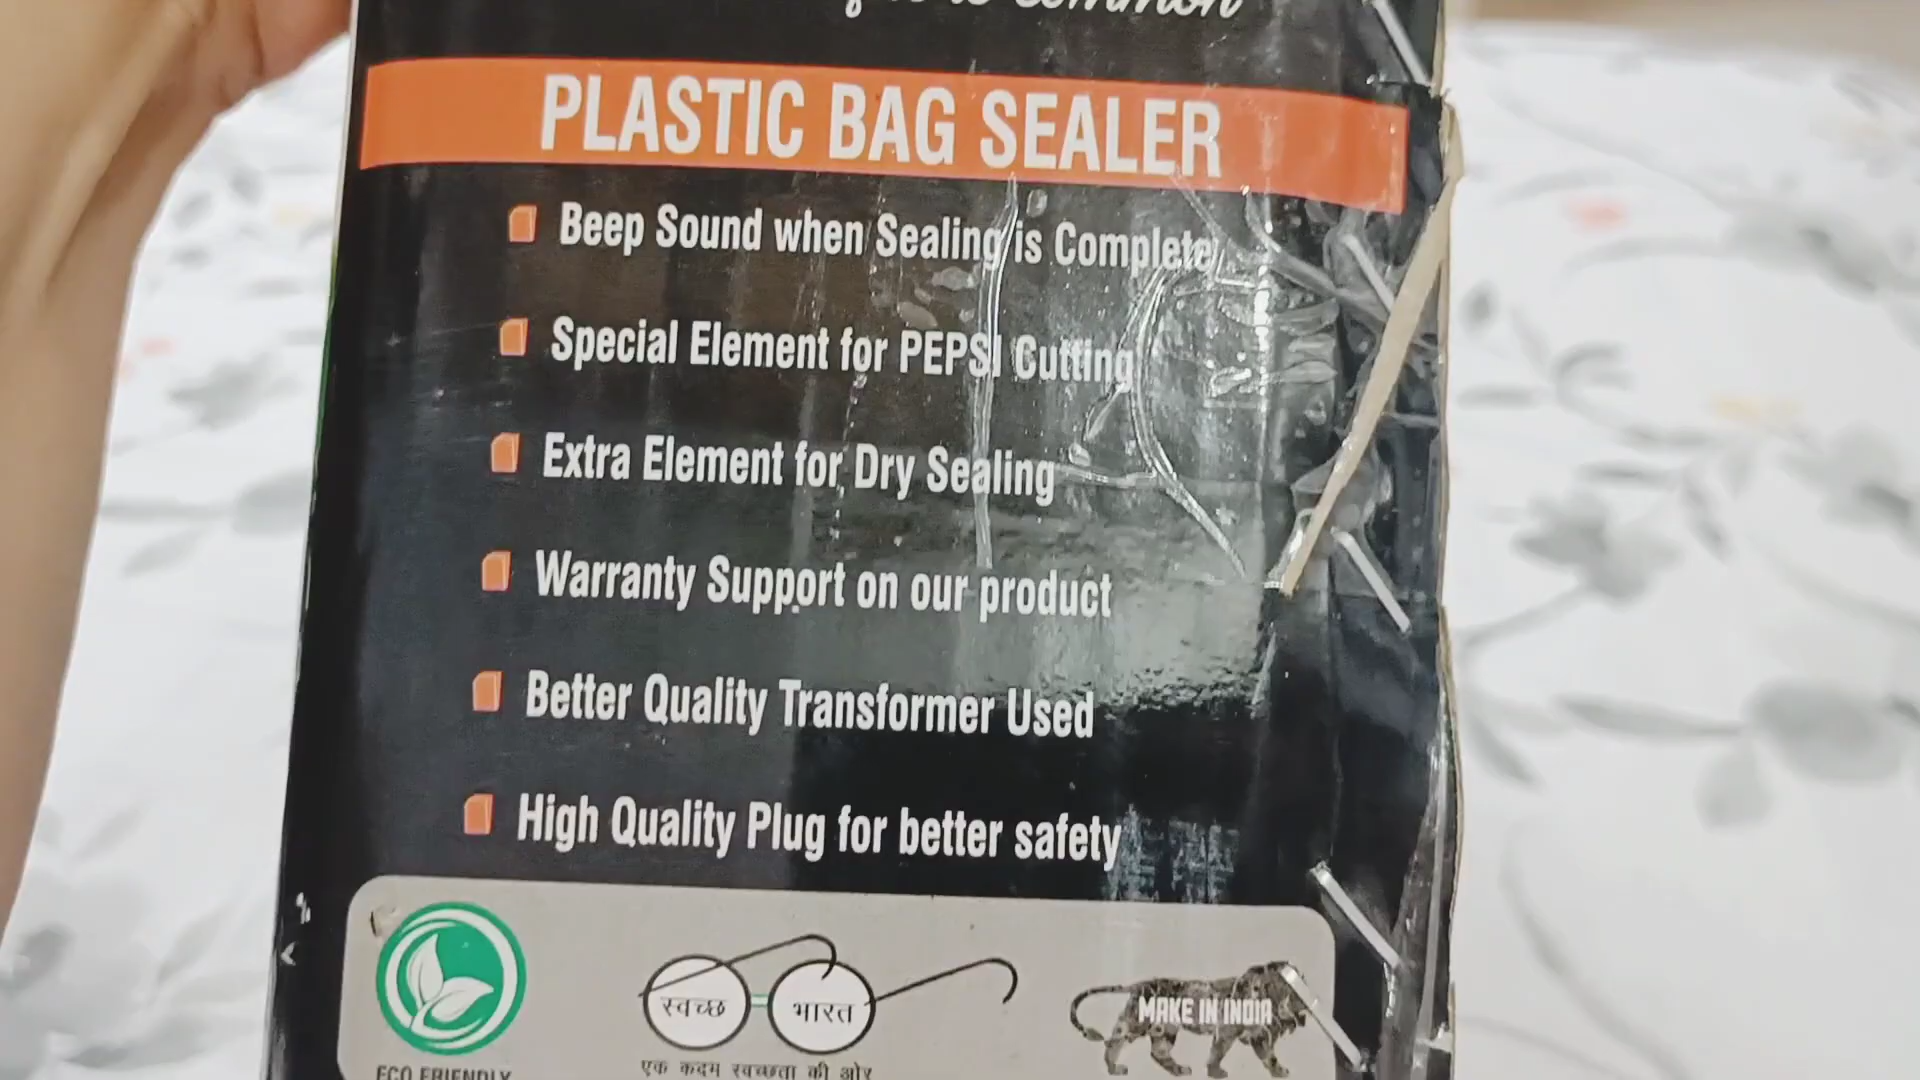 common
PLASTIC BAG SEALER
Beep Sound when Sealing is Complete
Special Element for PEPSI Cutting
Extra Element for Dry Sealing
Warranty Support on our product
Better Quality Transformer Used
High Quality Plug for better safety
स्वच्छ भारत
MAKE IN INDIA
ECO FRIENDLY
एक कदम स्वच्छता की ओर